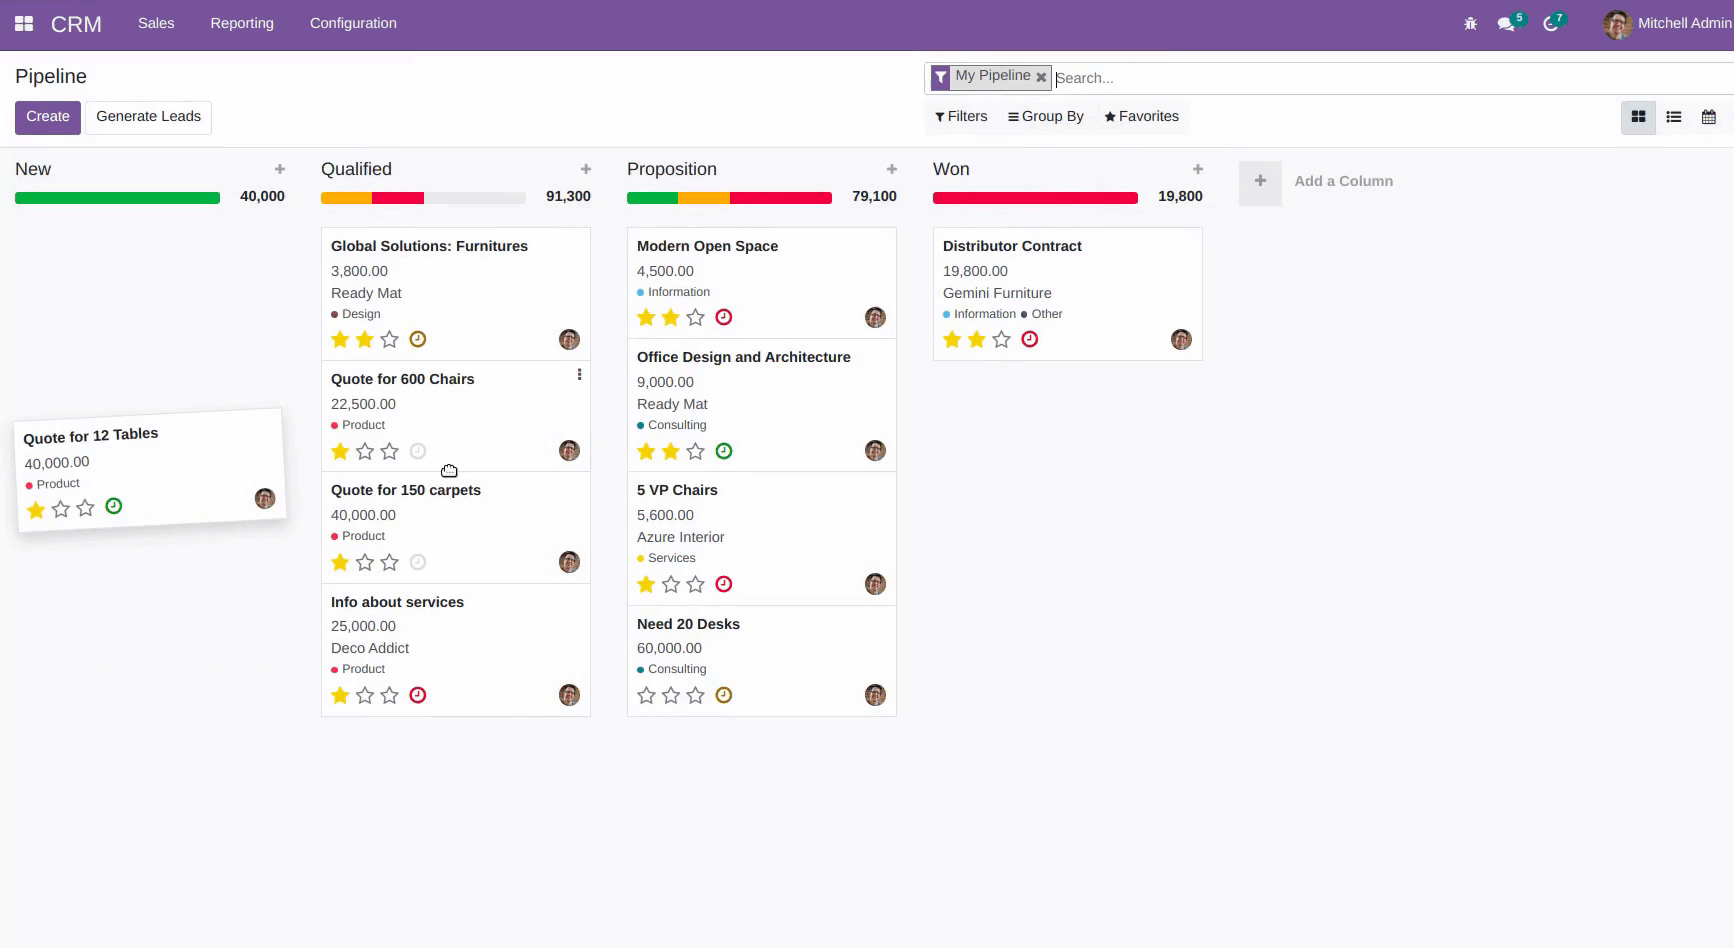 CRM Sales Reporting Configuration 5 7 Mitchell Admin
Pipeline
My Pipeline Search...
Create Generate Leads
Filters Group By Favorites
New
40,000
Quote for 12 Tables
40,000.00
Product
Qualified
91,300
Global Solutions: Furnitures
3,800.00
Ready Mat
Design
Quote for 600 Chairs
22,500.00
Product
Quote for 150 carpets
40,000.00
Product
Info about services
25,000.00
Deco Addict
Product
Proposition
79,100
Modern Open Space
4,500.00
Information
Office Design and Architecture
9,000.00
Ready Mat
Consulting
5 VP Chairs
5,600.00
Azure Interior
Services
Need 20 Desks
60,000.00
Consulting
Won
19,800
Distributor Contract
19,800.00
Gemini Furniture
Information Other
Add a Column